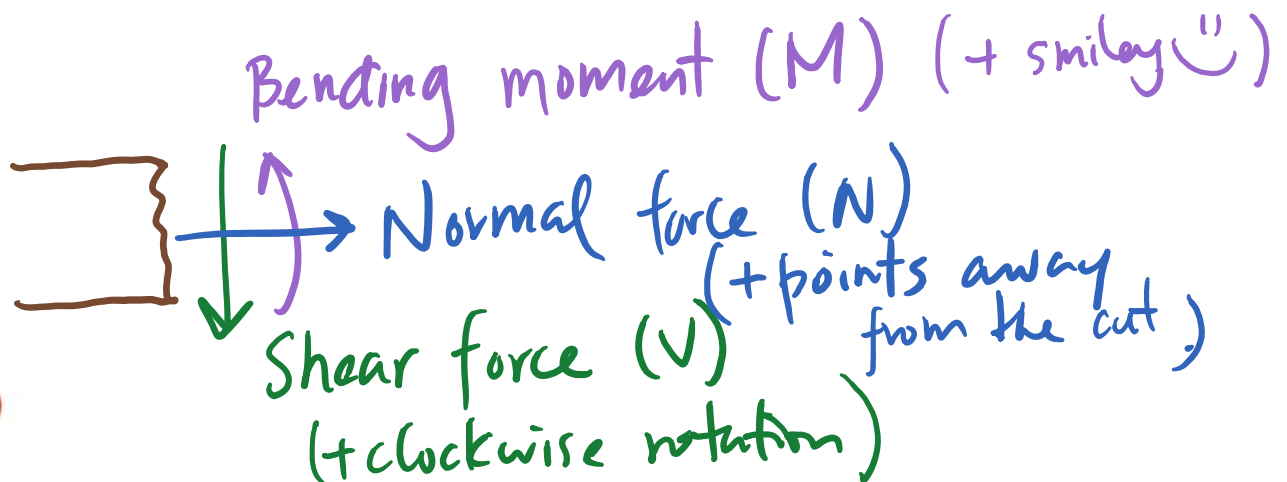 Bending moment (M) (+ smiley)
Normal force (N)
(+ points away
from the cut)
Shear force (V)
(+ clockwise rotation)